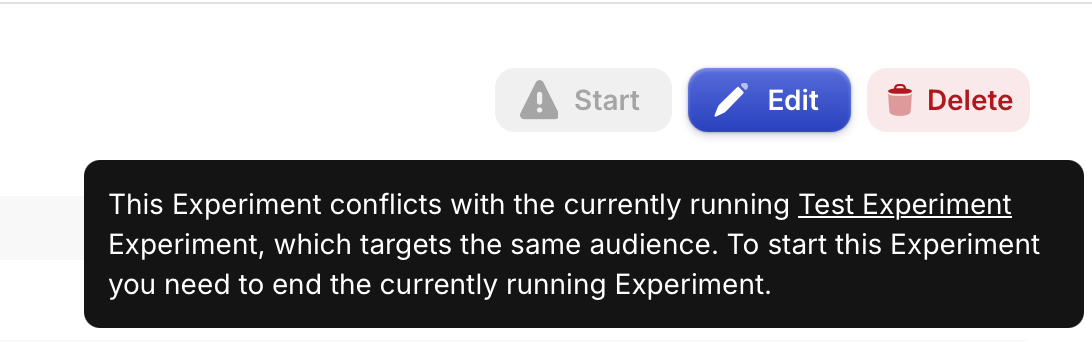 Start
Edit
Delete
This Experiment conflicts with the currently running Test Experiment
Experiment, which targets the same audience. To start this Experiment
you need to end the currently running Experiment.